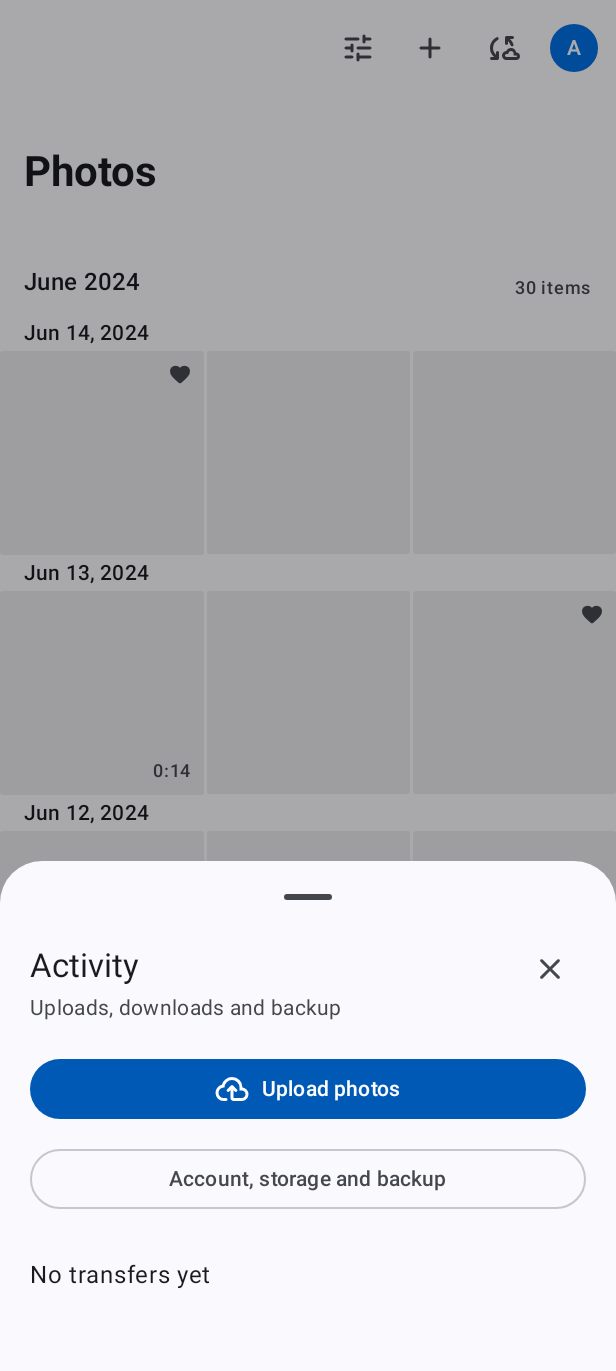 A
Photos
June 2024
30 items
Jun 14, 2024
Jun 13, 2024
0:14
Jun 12, 2024
Activity
Uploads, downloads and backup
Upload photos
Account, storage and backup
No transfers yet